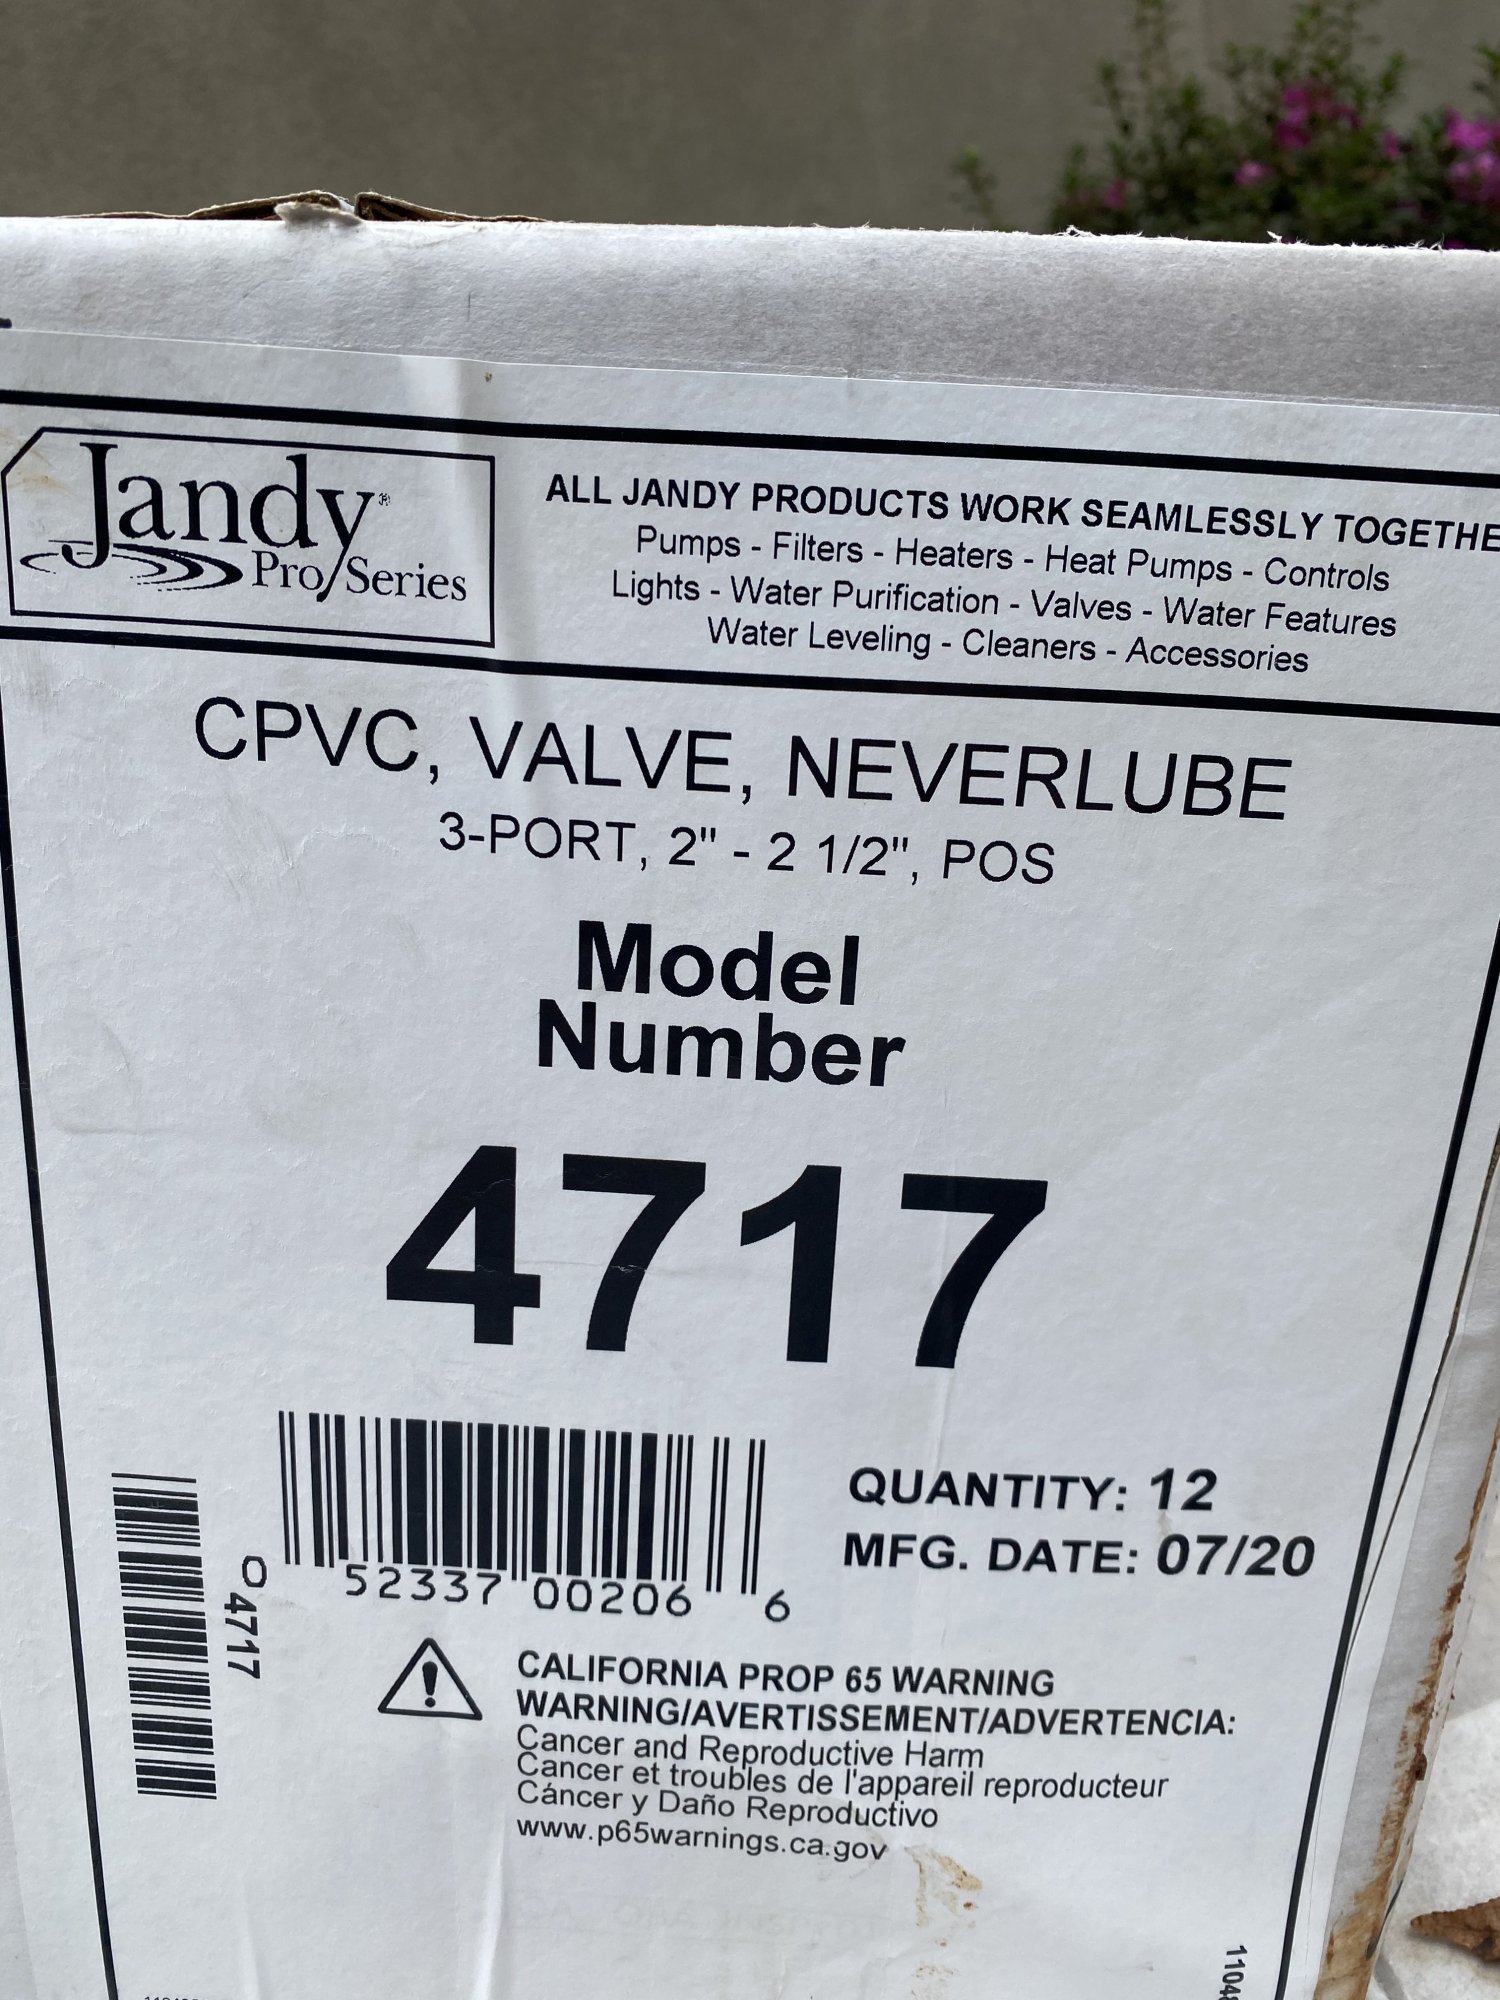 Jandy®
Pro Series
ALL JANDY PRODUCTS WORK SEAMLESSLY TOGETHE
Pumps - Filters - Heaters - Heat Pumps - Controls
Lights - Water Purification - Valves - Water Features
Water Leveling - Cleaners - Accessories
CPVC, VALVE, NEVERLUBE
3-PORT, 2" - 2 1/2", POS
Model
Number
4717
QUANTITY: 12
MFG. DATE: 07/20
52337 00206 6
0 4717
CALIFORNIA PROP 65 WARNING
WARNING/AVERTISSEMENT/ADVERTENCIA:
Cancer and Reproductive Harm
Cancer et troubles de l'appareil reproducteur
Cáncer y Daño Reproductivo
www.p65warnings.ca.gov